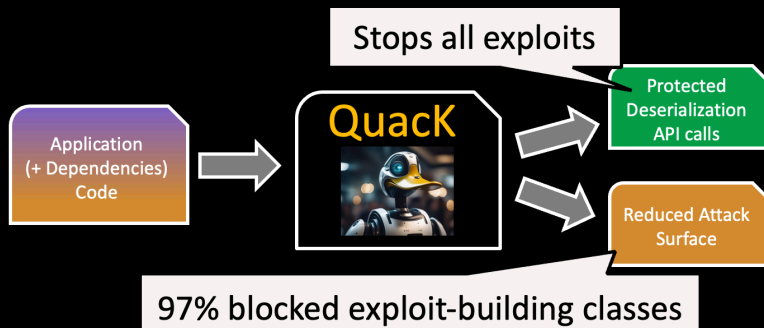 Stops all exploits
Application
(+ Dependencies)
Code
QuacK
Protected
Deserialization
API calls
Reduced Attack
Surface
97% blocked exploit-building classes